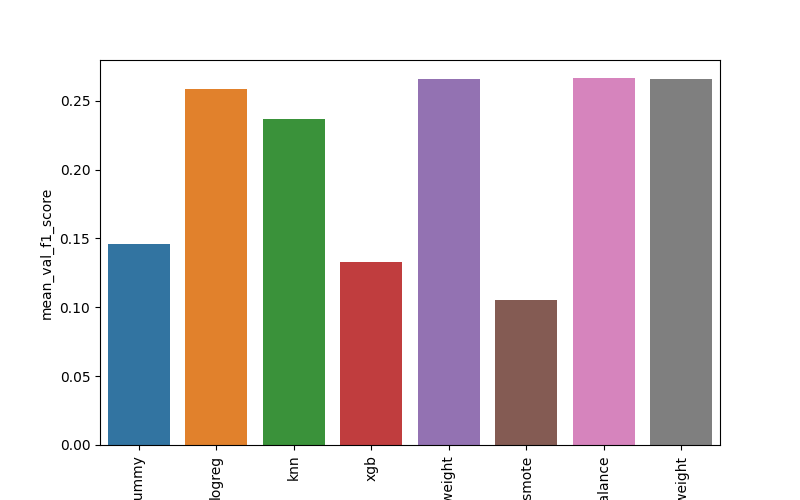 mean_val_f1_score
0.25
0.20
0.15
0.10
0.05
0.00
ummy
logreg
knn
xgb
weight
smote
alance
weight